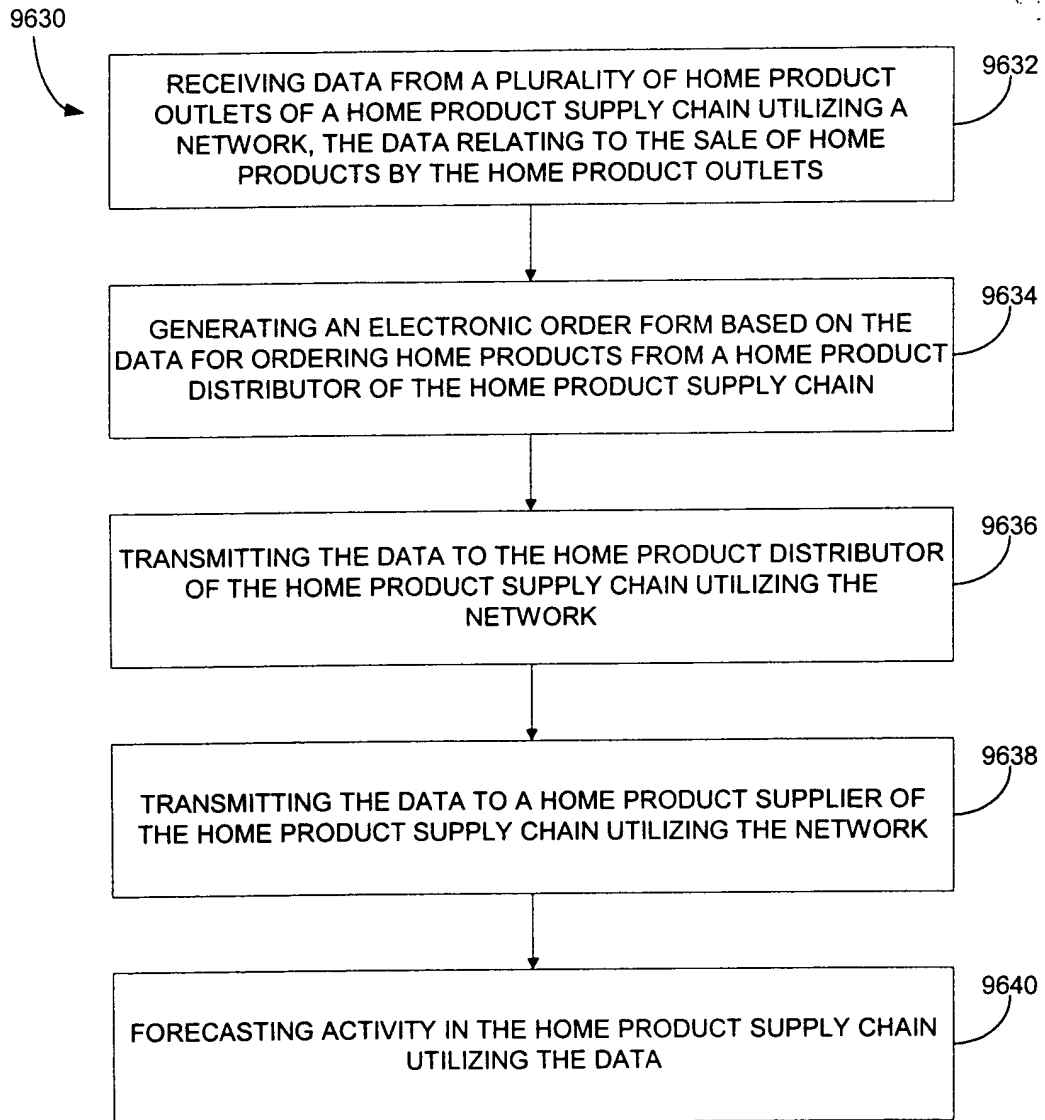 9630
RECEIVING DATA FROM A PLURALITY OF HOME PRODUCT
OUTLETS OF A HOME PRODUCT SUPPLY CHAIN UTILIZING A
NETWORK, THE DATA RELATING TO THE SALE OF HOME
PRODUCTS BY THE HOME PRODUCT OUTLETS
9632
GENERATING AN ELECTRONIC ORDER FORM BASED ON THE
DATA FOR ORDERING HOME PRODUCTS FROM A HOME PRODUCT
DISTRIBUTOR OF THE HOME PRODUCT SUPPLY CHAIN
9634
TRANSMITTING THE DATA TO THE HOME PRODUCT DISTRIBUTOR
OF THE HOME PRODUCT SUPPLY CHAIN UTILIZING THE
NETWORK
9636
TRANSMITTING THE DATA TO A HOME PRODUCT SUPPLIER OF
THE HOME PRODUCT SUPPLY CHAIN UTILIZING THE NETWORK
9638
FORECASTING ACTIVITY IN THE HOME PRODUCT SUPPLY CHAIN
UTILIZING THE DATA
9640